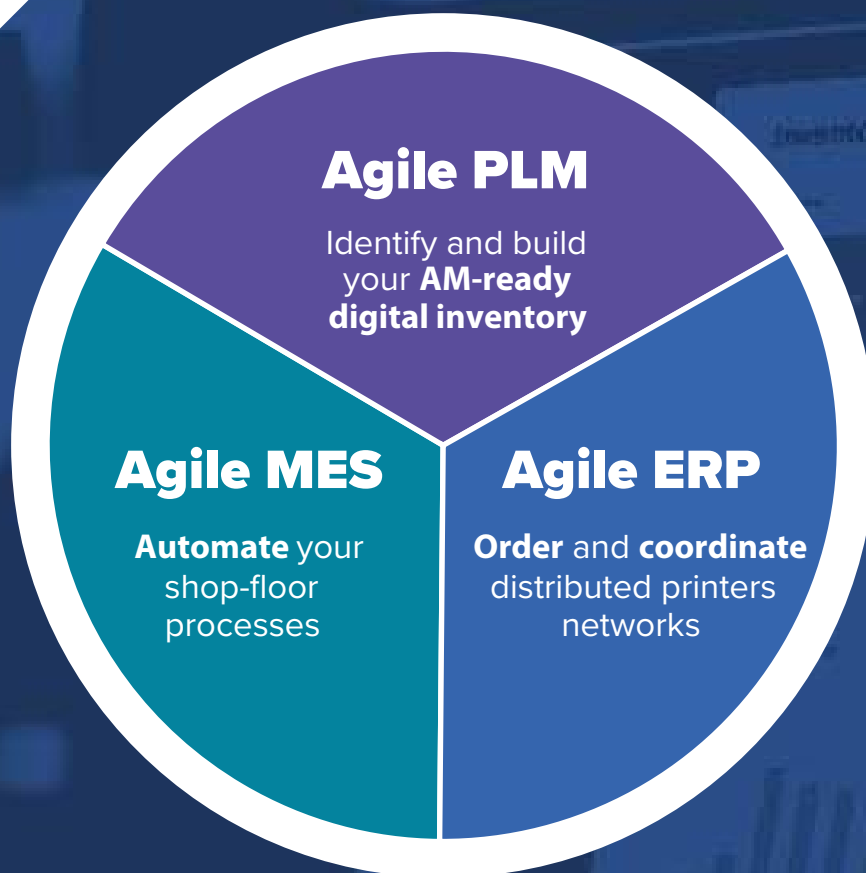 Agile PLM
Identify and build
your AM-ready
digital inventory
Agile MES
Automate your
shop-floor
processes
Agile ERP
Order and coordinate
distributed printers
networks